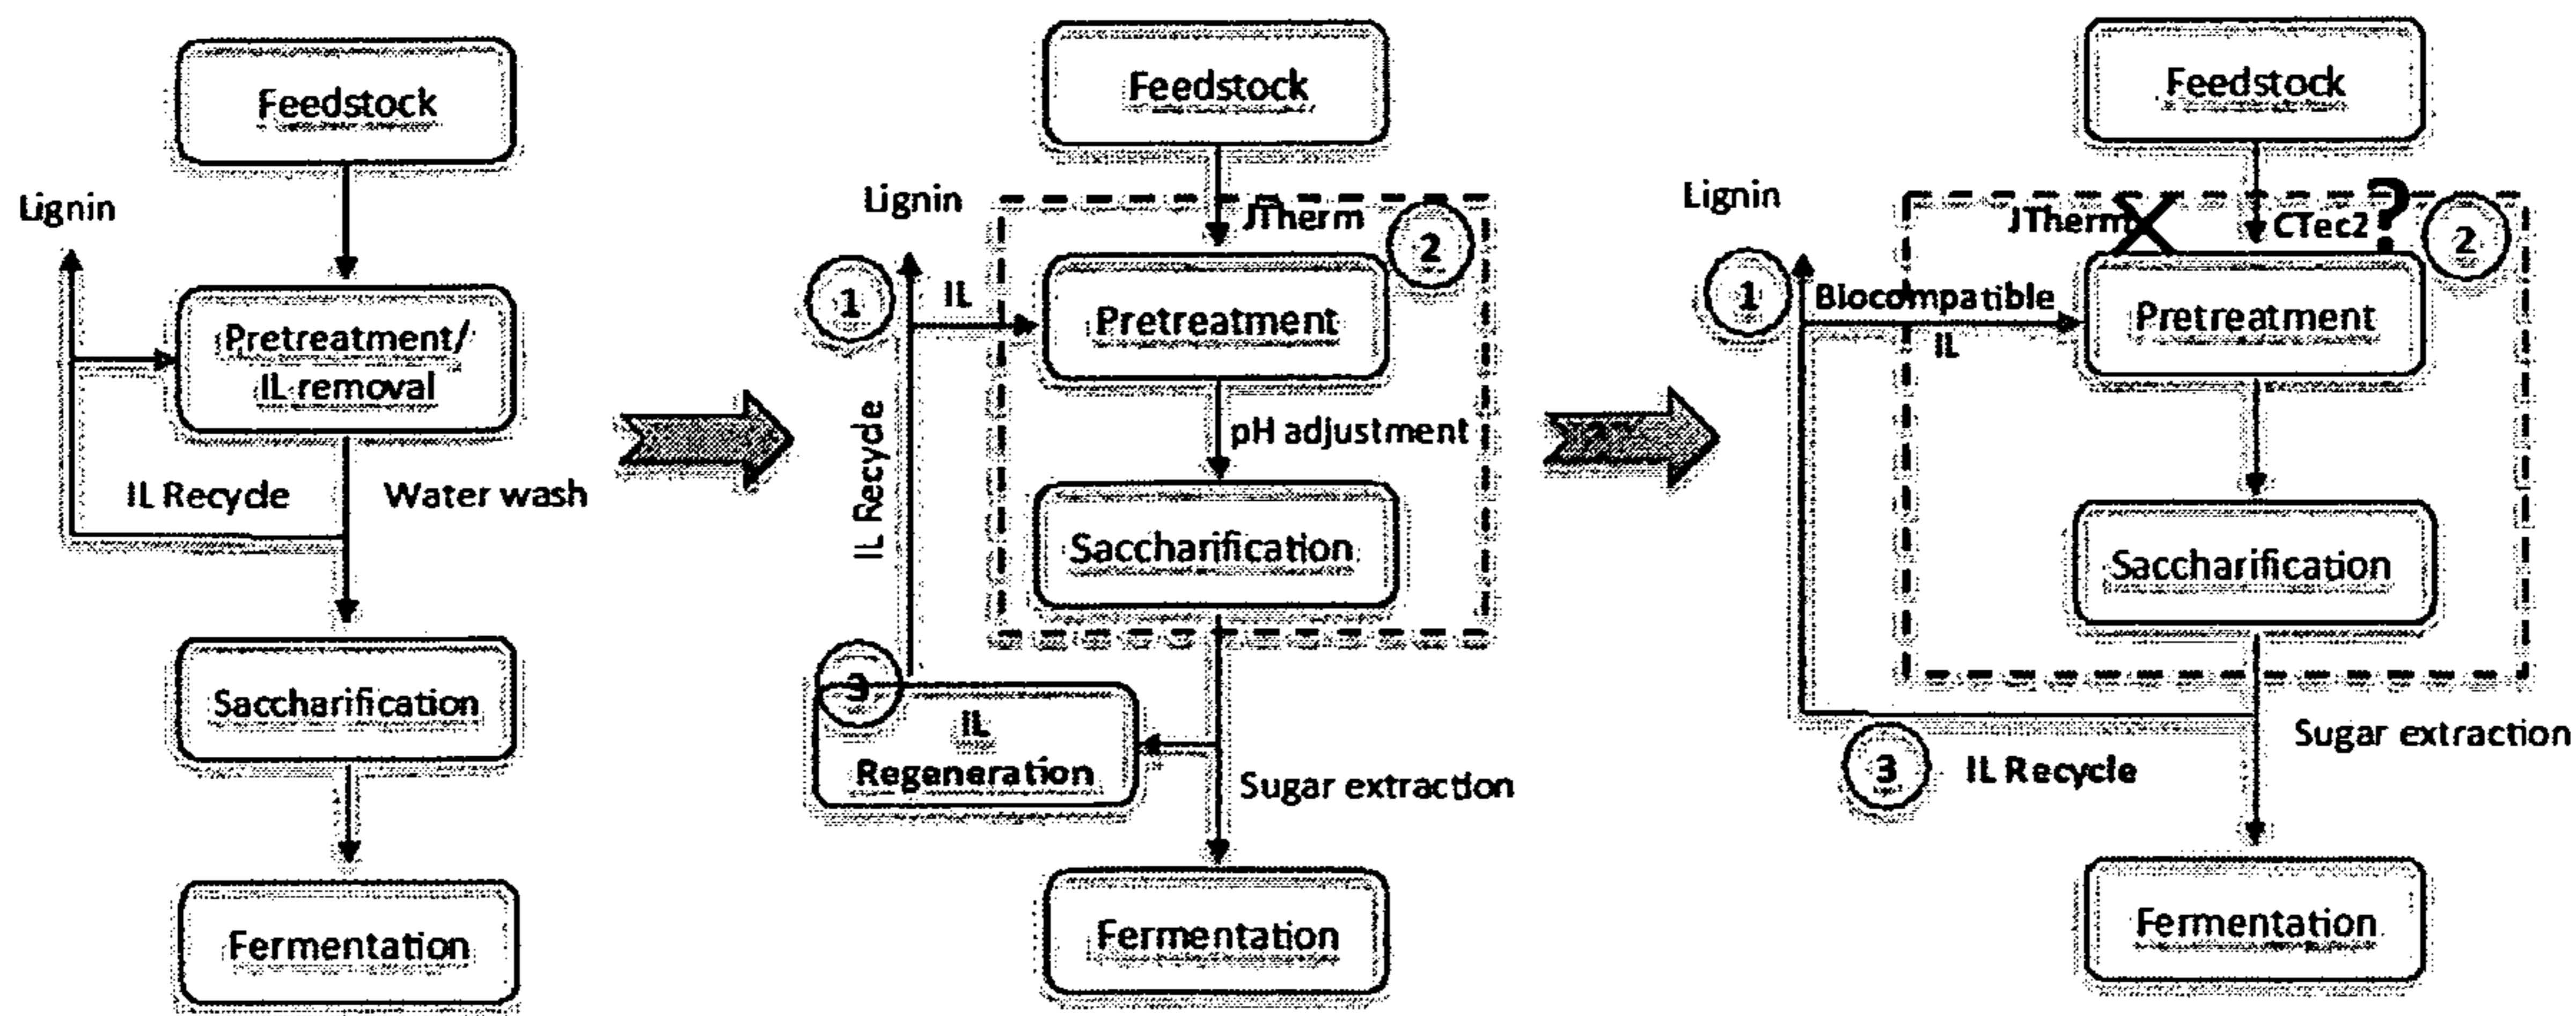 Feedstock
Lignin
Pretreatment/
IL removal
IL Recycle
Water wash
Saccharification
Fermentation
Feedstock
Lignin
JTherm
2
1
IL
Pretreatment
IL Recycle
pH adjustment
Saccharification
3
IL
Regeneration
Sugar extraction
Fermentation
Feedstock
Lignin
JTherm
X
CTec2
?
2
1
Biocompatible
IL
Pretreatment
Saccharification
Sugar extraction
3
IL Recycle
Fermentation